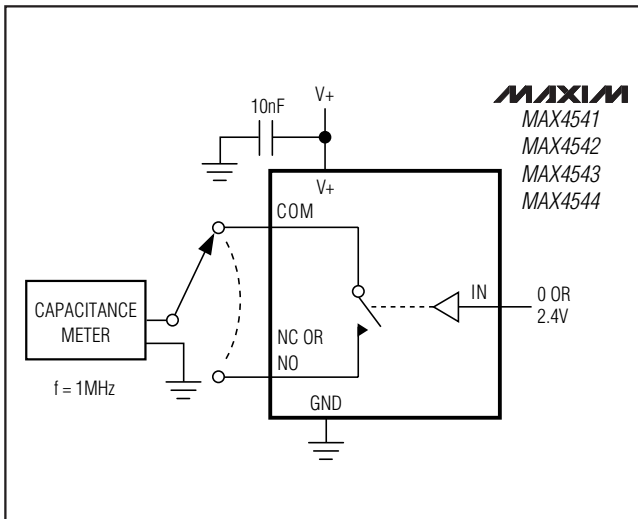 10nF
V+
MAXIM
MAX4541
MAX4542
MAX4543
MAX4544
V+
COM
IN
0 OR
2.4V
CAPACITANCE
METER
NC OR
NO
f = 1MHz
GND